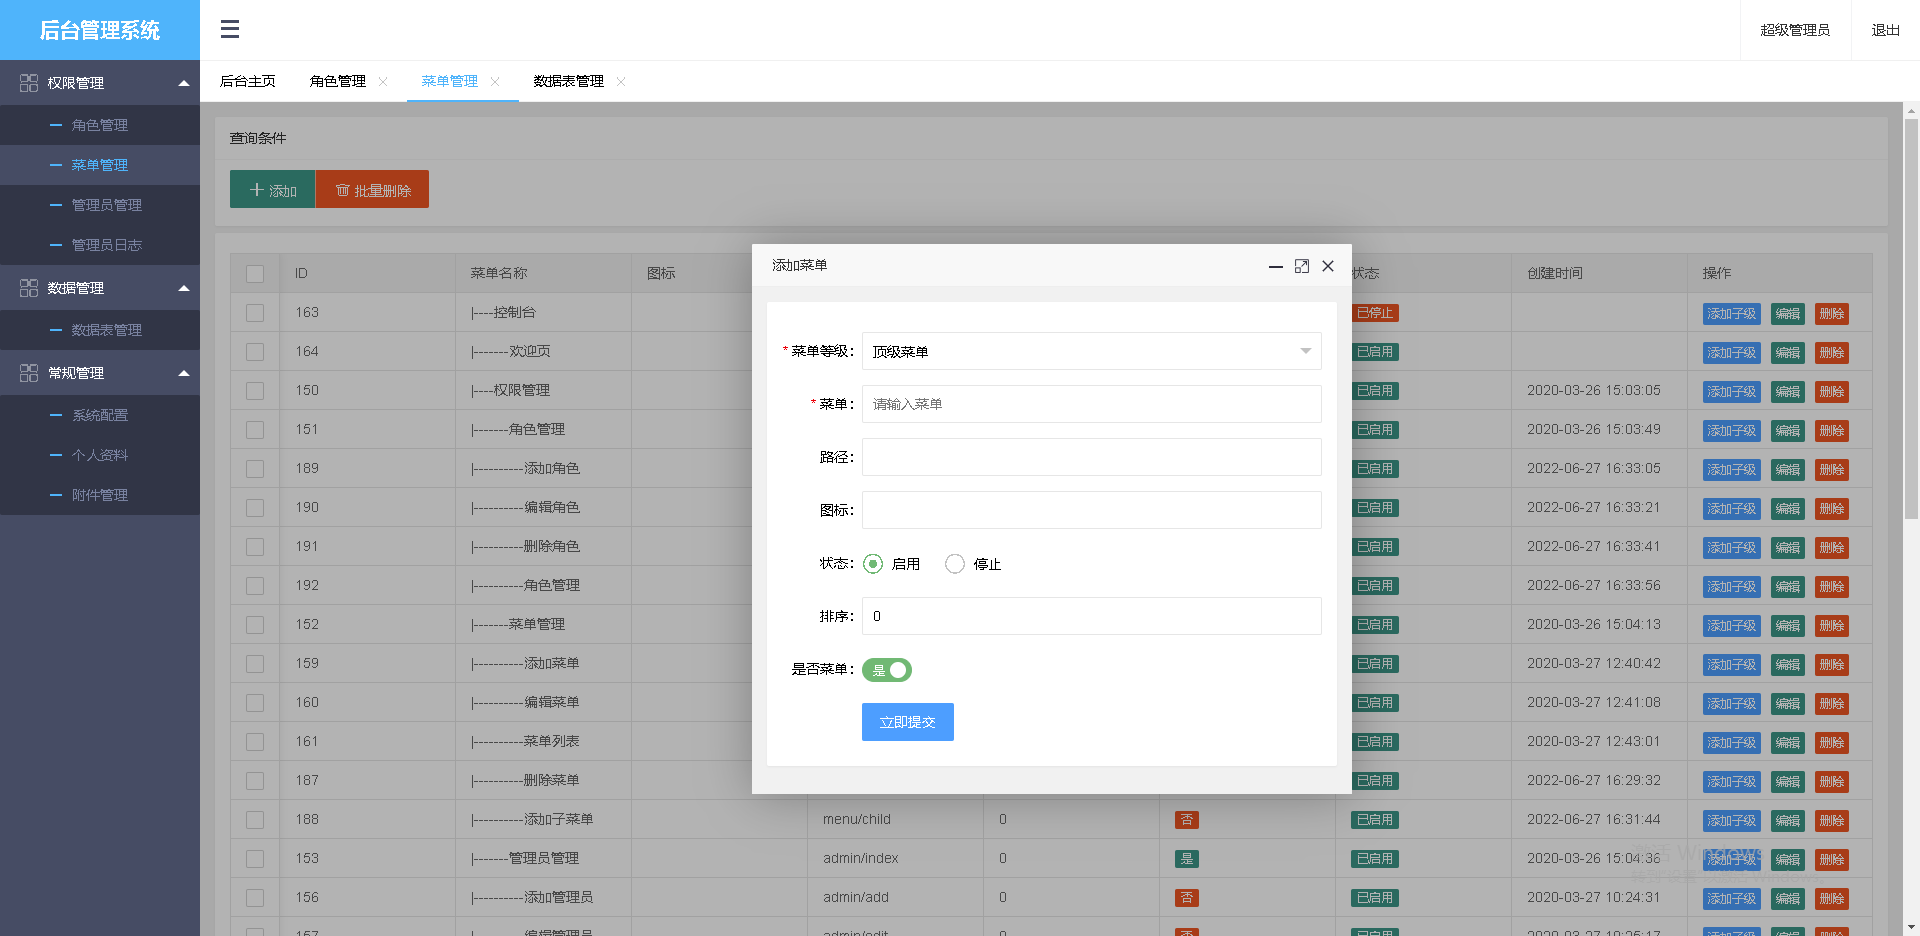 后台管理系统
超级管理员
退出
权限管理
角色管理
菜单管理
管理员管理
管理员日志
数据管理
数据表管理
常规管理
系统配置
个人资料
附件管理
后台主页 角色管理 菜单管理 数据表管理
查询条件
添加 批量删除
ID 菜单名称 图标 状态 创建时间 操作
163 |----控制台 已停止 添加子级 编辑 删除
164 |-------欢迎页 已启用 添加子级 编辑 删除
150 |----权限管理 已启用 2020-03-26 15:03:05 添加子级 编辑 删除
151 |-------角色管理 已启用 2020-03-26 15:03:49 添加子级 编辑 删除
189 |----------添加角色 已启用 2022-06-27 16:33:05 添加子级 编辑 删除
190 |----------编辑角色 已启用 2022-06-27 16:33:21 添加子级 编辑 删除
191 |----------删除角色 已启用 2022-06-27 16:33:41 添加子级 编辑 删除
192 |----------角色管理 已启用 2022-06-27 16:33:56 添加子级 编辑 删除
152 |-------菜单管理 已启用 2020-03-26 15:04:13 添加子级 编辑 删除
159 |----------添加菜单 已启用 2020-03-27 12:40:42 添加子级 编辑 删除
160 |----------编辑菜单 已启用 2020-03-27 12:41:08 添加子级 编辑 删除
161 |----------菜单列表 已启用 2020-03-27 12:43:01 添加子级 编辑 删除
187 |----------删除菜单 已启用 2022-06-27 16:29:32 添加子级 编辑 删除
188 |----------添加子菜单 menu/child 0 否 已启用 2022-06-27 16:31:44 添加子级 编辑 删除
153 |-------管理员管理 admin/index 0 是 已启用 2020-03-26 15:04:36 添加子级 编辑 删除
156 |----------添加管理员 admin/add 0 否 已启用 2020-03-27 10:24:31 添加子级 编辑 删除
157 |----------编辑管理员 admin/edit 0 否 已启用 2020-03-27 10:25:17 添加子级 编辑 删除
添加菜单
*菜单等级: 顶级菜单
*菜单: 请输入菜单
路径:
图标:
状态: 启用 停止
排序: 0
是否菜单: 是
立即提交
激活 Windows